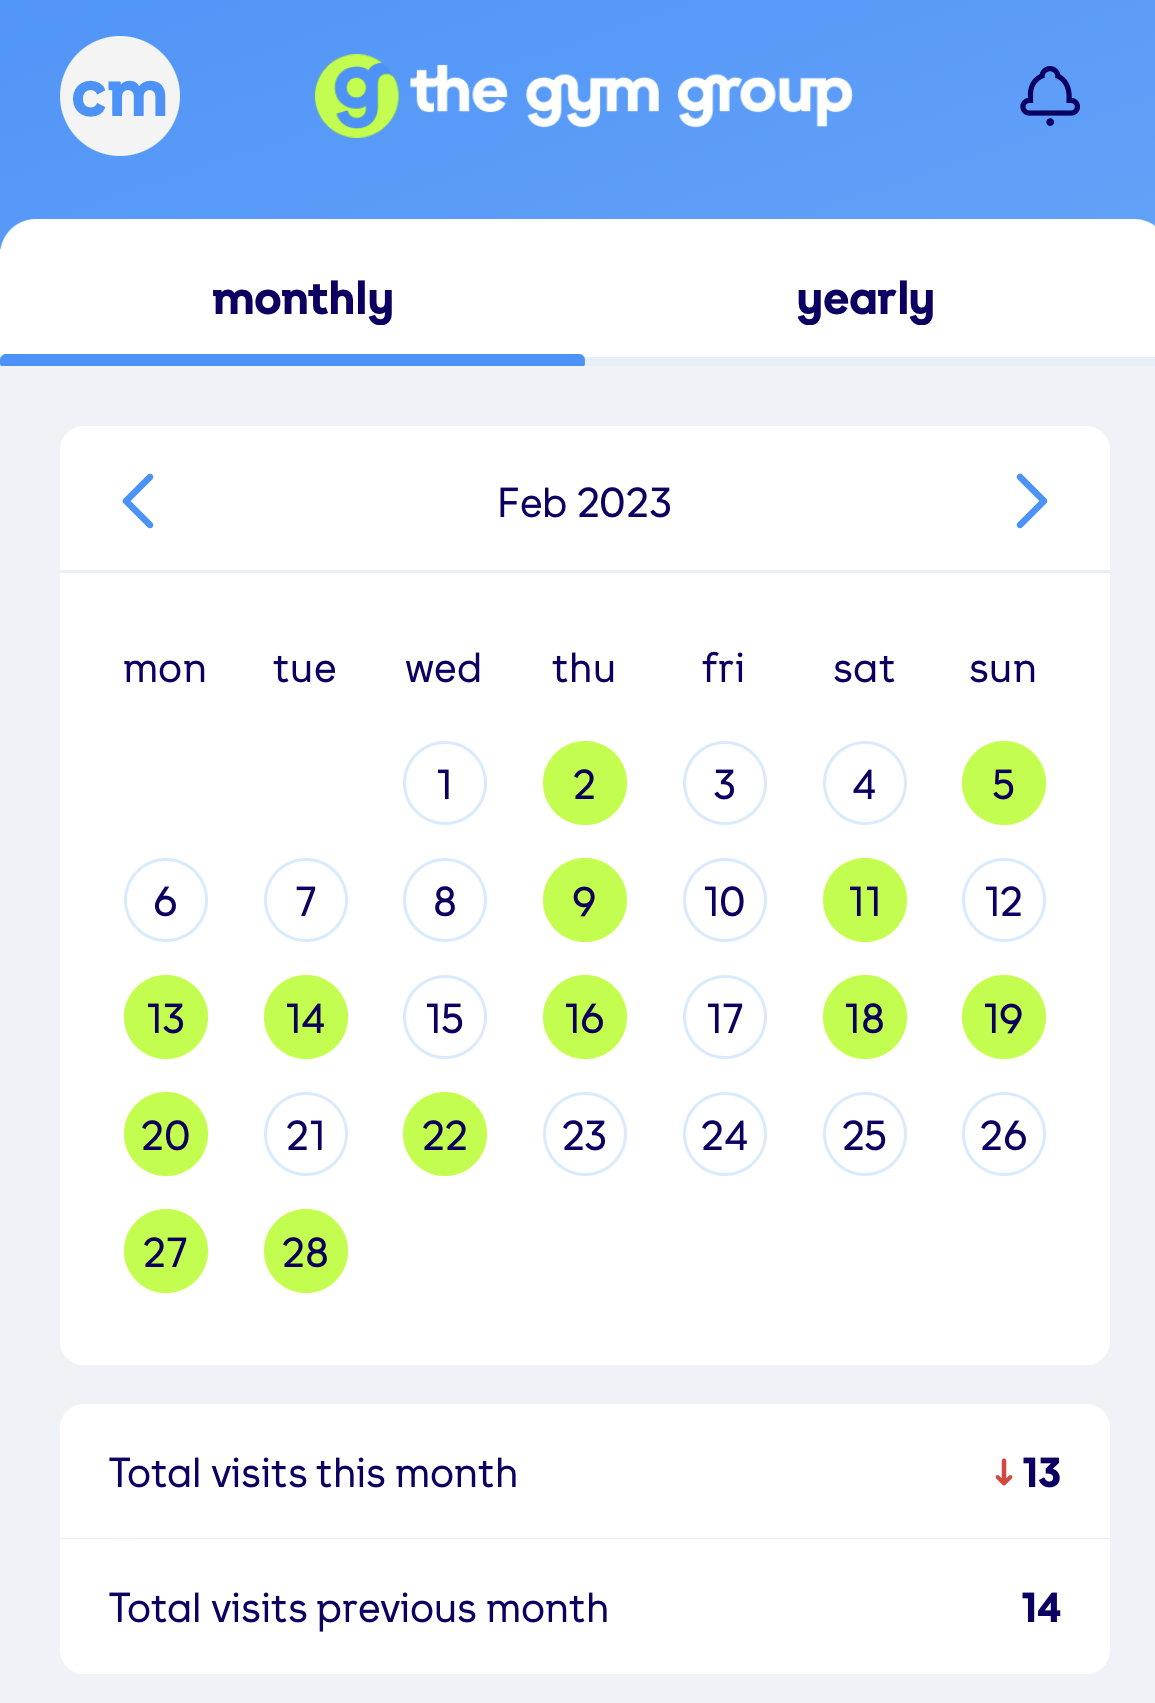 cm
g the gym group
monthly yearly
Feb 2023
mon tue wed thu fri sat sun
1 2 3 4 5
6 7 8 9 10 11 12
13 14 15 16 17 18 19
20 21 22 23 24 25 26
27 28
Total visits this month ↓ 13
Total visits previous month 14